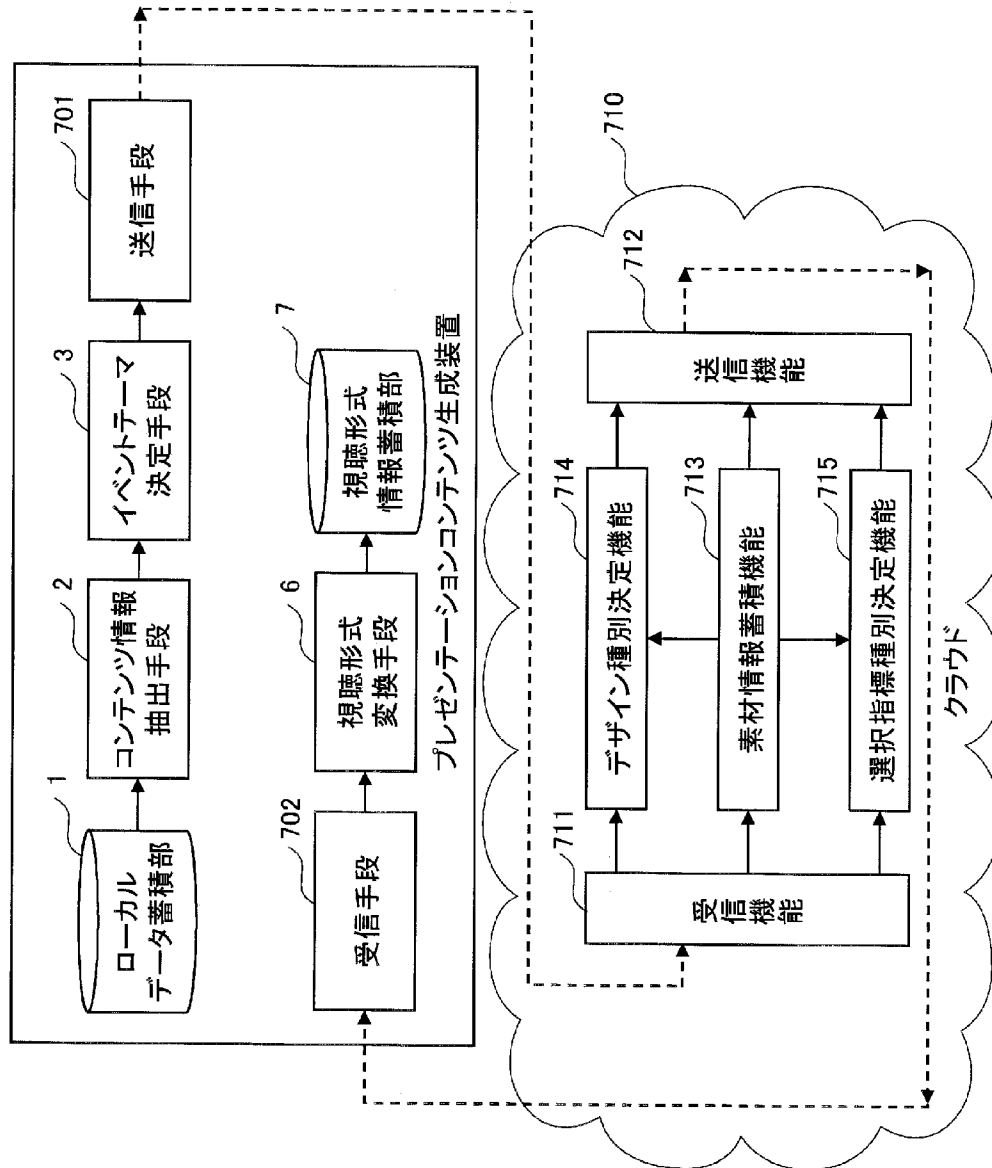 1
ローカル
データ蓄積部
2
コンテンツ情報
抽出手段
3
イベントテーマ
決定手段
701
送信手段
702
受信手段
6
視聴形式
変換手段
7
視聴形式
情報蓄積部
プレゼンテーションコンテンツ生成装置
710
711
受信機能
714
デザイン種別決定機能
713
素材情報蓄積機能
715
選択指標種別決定機能
712
送信機能
クラウド